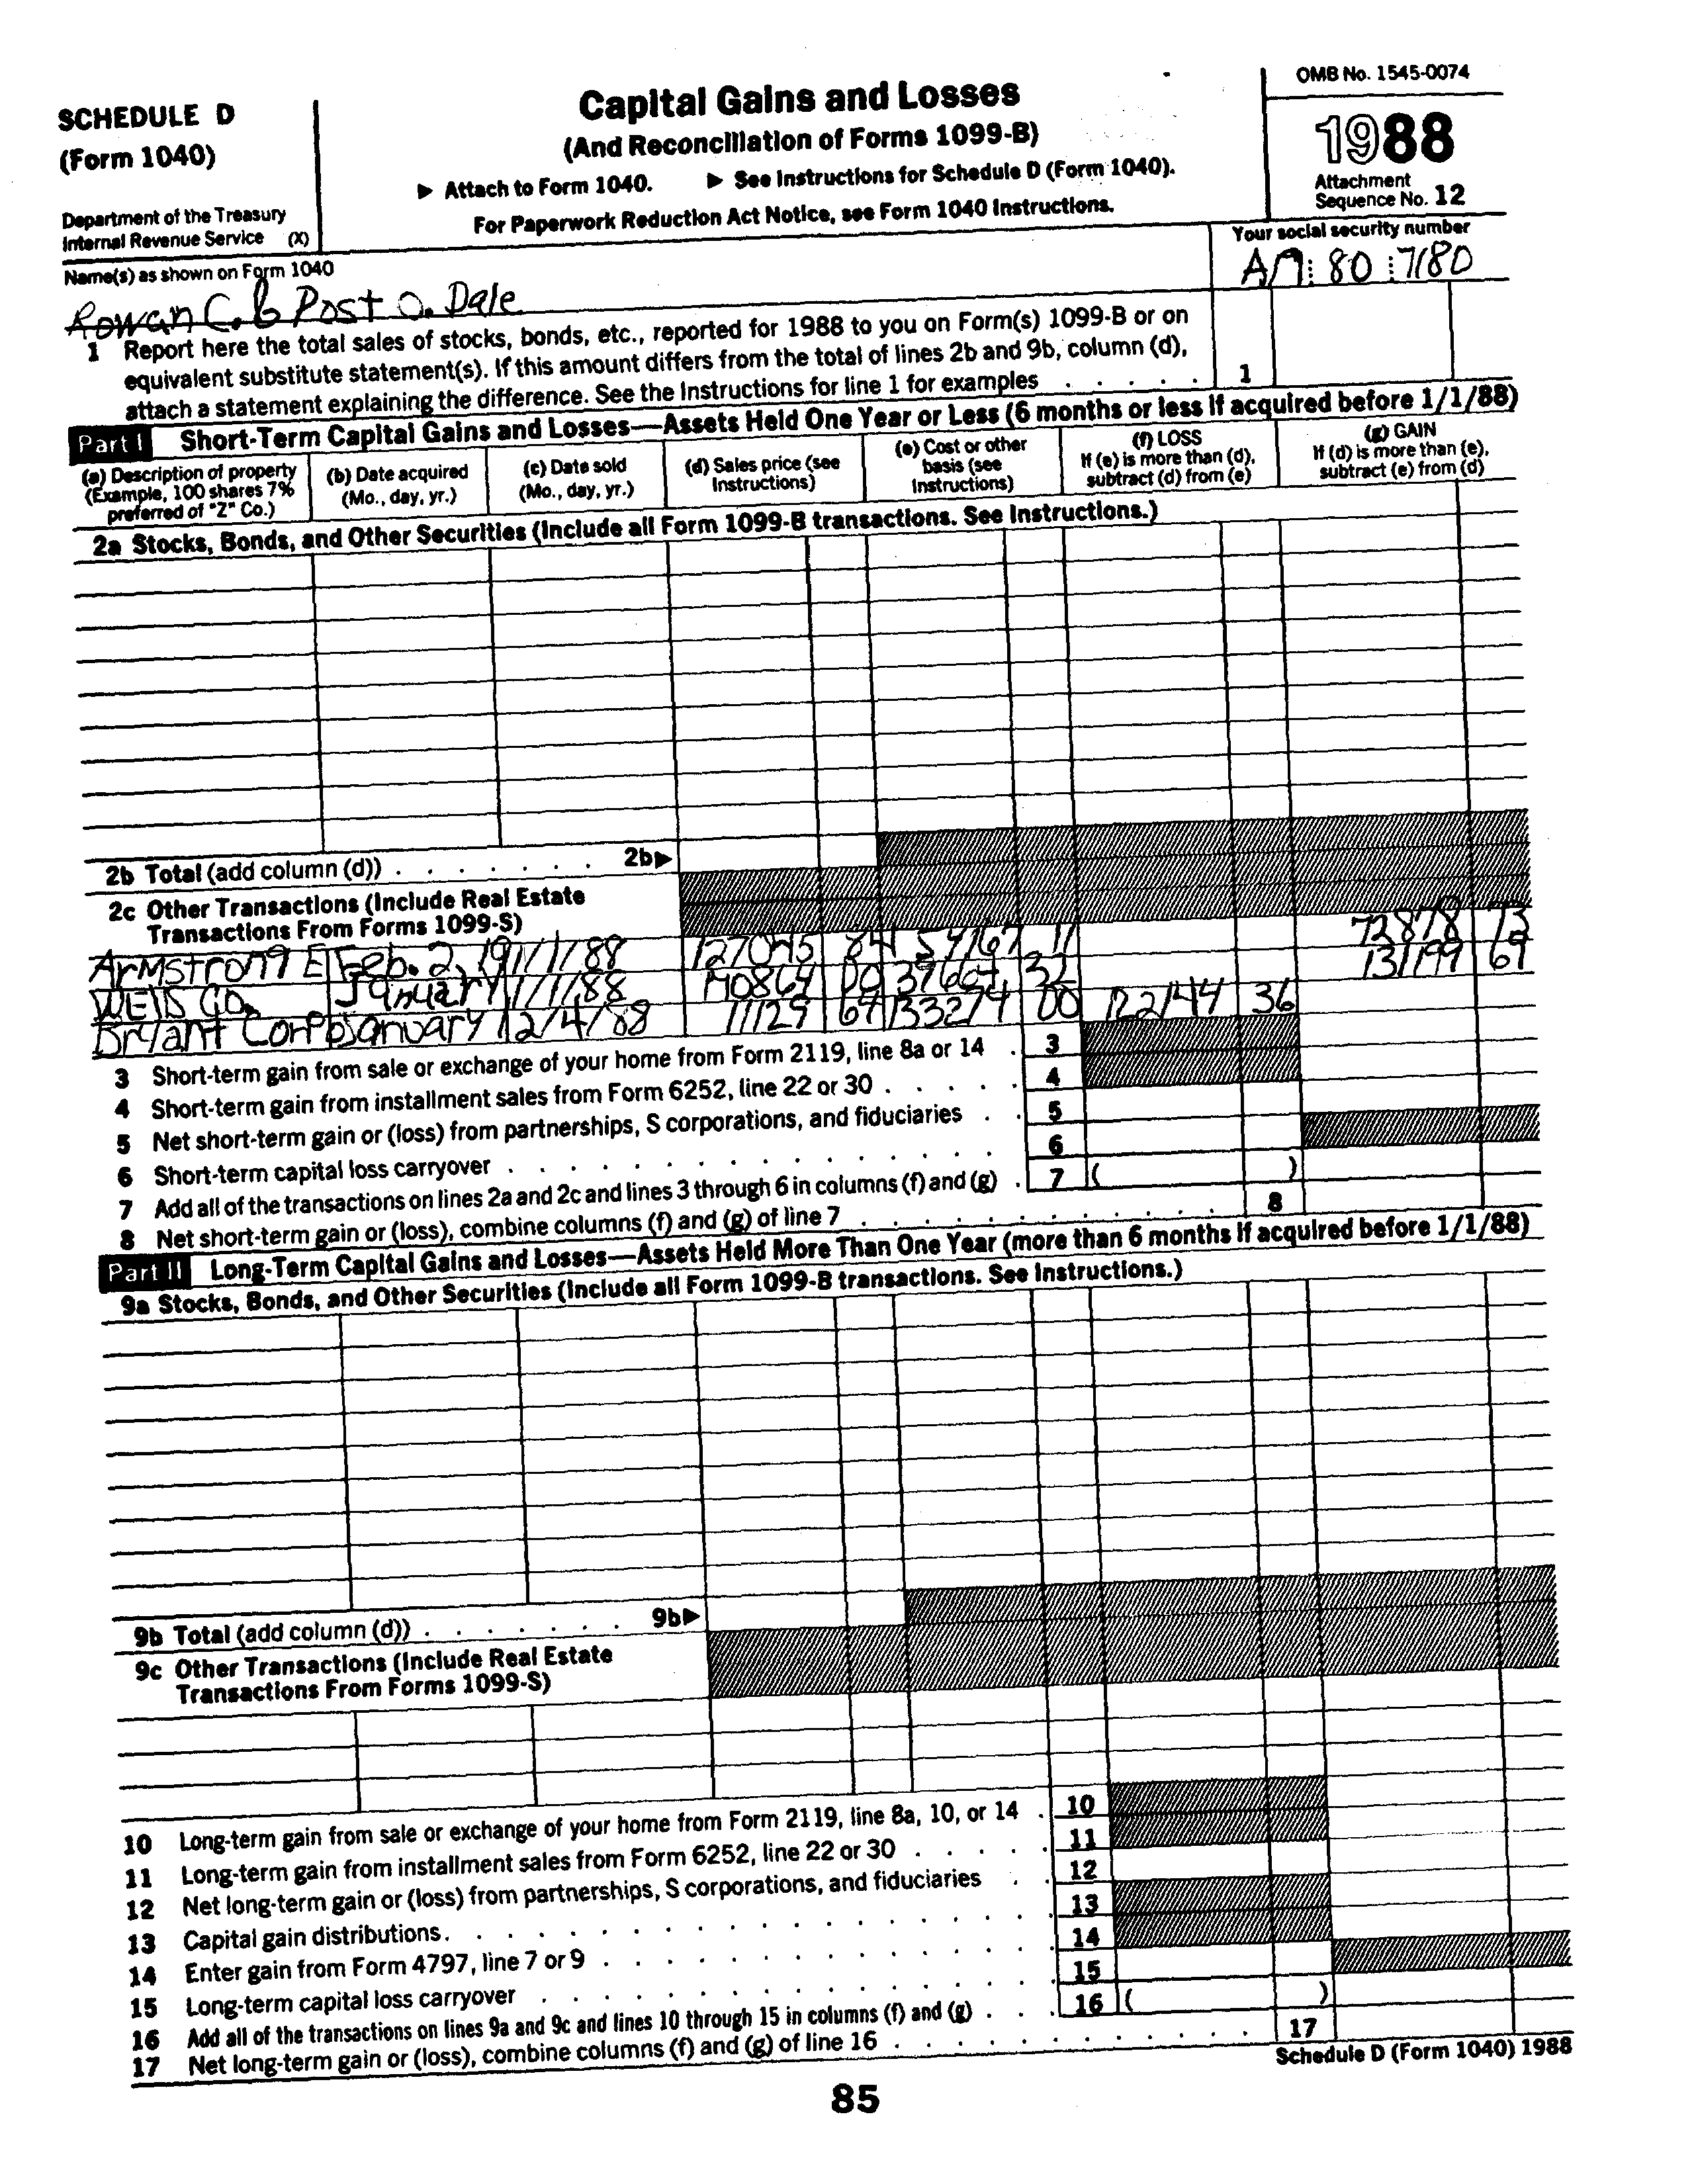 SCHEDULE D
(Form 1040)
Department of the Treasury
Internal Revenue Service (X)
Capital Gains and Losses
(And Reconciliation of Forms 1099-B)
▶ Attach to Form 1040. ▶ See Instructions for Schedule D (Form 1040).
For Paperwork Reduction Act Notice, see Form 1040 Instructions.
OMB No. 1545-0074
1988
Attachment
Sequence No. 12
Name(s) as shown on Form 1040
Rowan C. & Post O. Dale
Your social security number
80 7180
1 Report here the total sales of stocks, bonds, etc., reported for 1988 to you on Form(s) 1099-B or on
equivalent substitute statement(s). If this amount differs from the total of lines 2b and 9b, column (d),
attach a statement explaining the difference. See the Instructions for line 1 for examples . . . . . 1
Part I Short-Term Capital Gains and Losses—Assets Held One Year or Less (6 months or less if acquired before 1/1/88)
(a) Description of property
(Example, 100 shares 7%
preferred of "Z" Co.)
(b) Date acquired
(Mo., day, yr.)
(c) Date sold
(Mo., day, yr.)
(d) Sales price (see
Instructions)
(e) Cost or other
basis (see
Instructions)
(f) LOSS
If (e) is more than (d),
subtract (d) from (e)
(g) GAIN
If (d) is more than (e),
subtract (e) from (d)
2a Stocks, Bonds, and Other Securities (Include all Form 1099-B transactions. See Instructions.)
2b Total (add column (d)) . . . . . . . 2b▶
2c Other Transactions (Include Real Estate
Transactions From Forms 1099-S)
Armstrong E Feb. 2, 19 1/1/88 127045 84 54167 11 72878 73
WEIS Co. January 1/1/88 37664 32 131199 69
Bryant Corp January 12/4/88 11129 64 133274 00 122144 36
3 Short-term gain from sale or exchange of your home from Form 2119, line 8a or 14 . 3
4 Short-term gain from installment sales from Form 6252, line 22 or 30 . . . . . 4
5 Net short-term gain or (loss) from partnerships, S corporations, and fiduciaries . . 5
6 Short-term capital loss carryover . . . . . . . . . . . . . . . . 6
7 Add all of the transactions on lines 2a and 2c and lines 3 through 6 in columns (f) and (g) . 7 ( )
8 Net short-term gain or (loss), combine columns (f) and (g) of line 7 . . . . . . . . . . . . 8
Part II Long-Term Capital Gains and Losses—Assets Held More Than One Year (more than 6 months if acquired before 1/1/88)
9a Stocks, Bonds, and Other Securities (Include all Form 1099-B transactions. See Instructions.)
9b Total (add column (d)) . . . . . . . 9b▶
9c Other Transactions (Include Real Estate
Transactions From Forms 1099-S)
10 Long-term gain from sale or exchange of your home from Form 2119, line 8a, 10, or 14 . 10
11 Long-term gain from installment sales from Form 6252, line 22 or 30 . . . . . 11
12 Net long-term gain or (loss) from partnerships, S corporations, and fiduciaries . . 12
13 Capital gain distributions . . . . . . . . . . . . . . . . . . 13
14 Enter gain from Form 4797, line 7 or 9 . . . . . . . . . . . . . 14
15 Long-term capital loss carryover . . . . . . . . . . . . . . . 15
16 Add all of the transactions on lines 9a and 9c and lines 10 through 15 in columns (f) and (g) . . . 16 ( )
17 Net long-term gain or (loss), combine columns (f) and (g) of line 16 . . . . . . . . . . . . 17
Schedule D (Form 1040) 1988
85